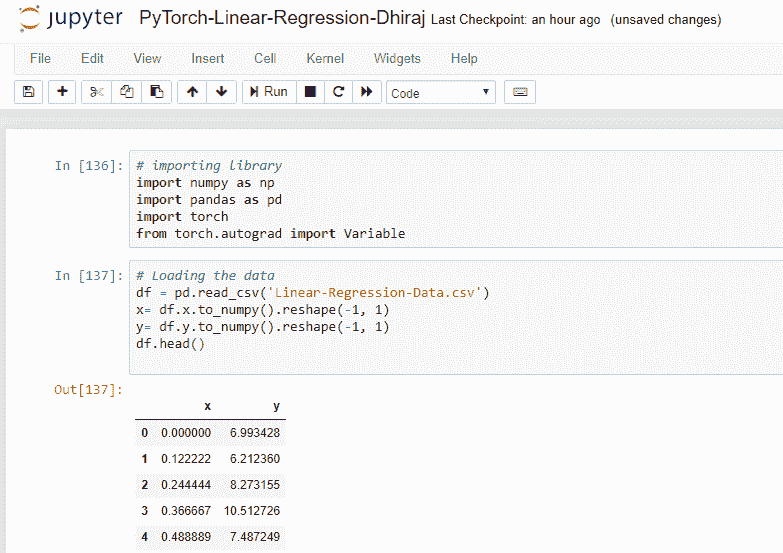 jupyter PyTorch-Linear-Regression-Dhiraj Last Checkpoint: an hour ago (unsaved changes)
File Edit View Insert Cell Kernel Widgets Help
Run Code
In [136]: # importing library
import numpy as np
import pandas as pd
import torch
from torch.autograd import Variable
In [137]: # Loading the data
df = pd.read_csv('Linear-Regression-Data.csv')
x= df.x.to_numpy().reshape(-1, 1)
y= df.y.to_numpy().reshape(-1, 1)
df.head()
Out[137]:
x y
0 0.000000 6.993428
1 0.122222 6.212360
2 0.244444 8.273155
3 0.366667 10.512726
4 0.488889 7.487249